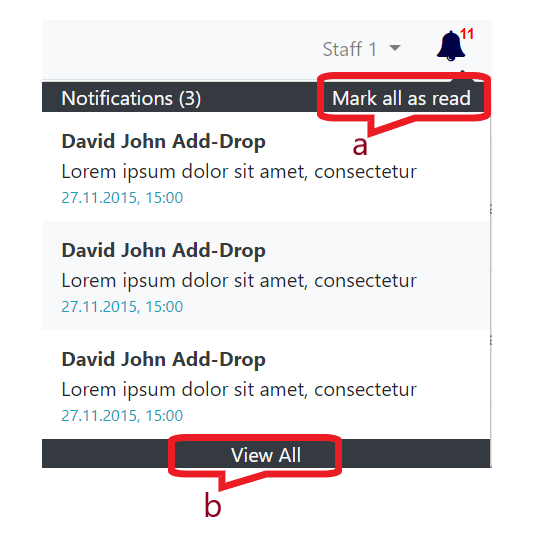 Staff 1
11
Notifications (3)
Mark all as read
a
David John Add-Drop
Lorem ipsum dolor sit amet, consectetur
27.11.2015, 15:00
David John Add-Drop
Lorem ipsum dolor sit amet, consectetur
27.11.2015, 15:00
David John Add-Drop
Lorem ipsum dolor sit amet, consectetur
27.11.2015, 15:00
View All
b